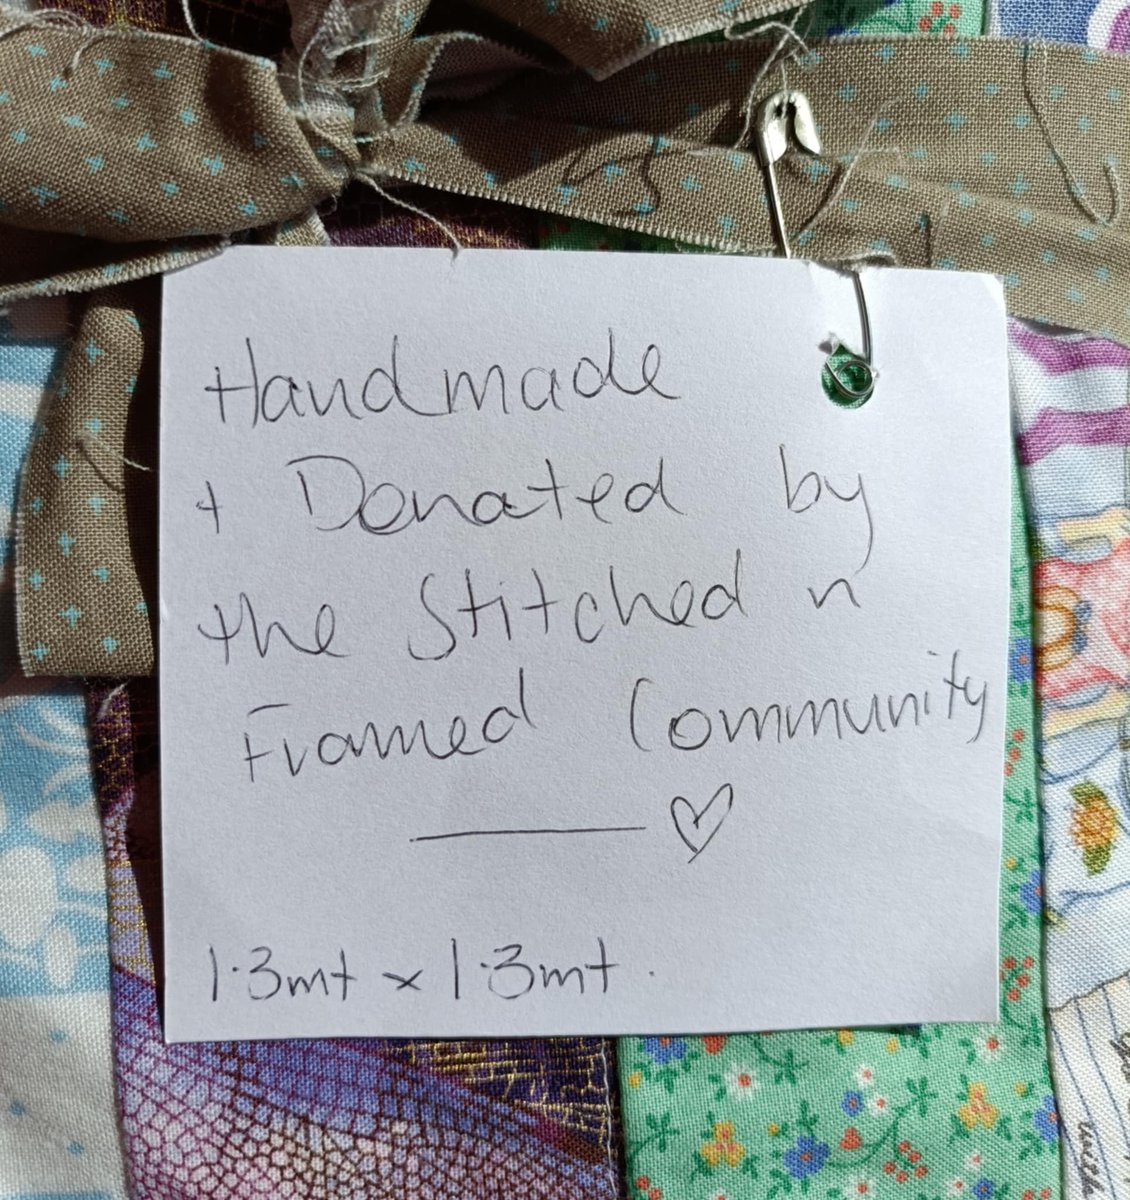 Handmade
+ Donated by
the Stitched n
Framed Community
1.3mt x 1.3mt.